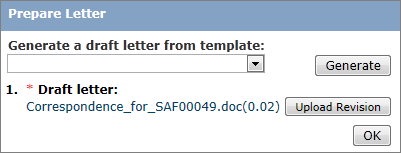 Prepare Letter
Generate a draft letter from template:
Generate
1. * Draft letter:
Correspondence_for_SAF00049.doc(0.02) Upload Revision
OK